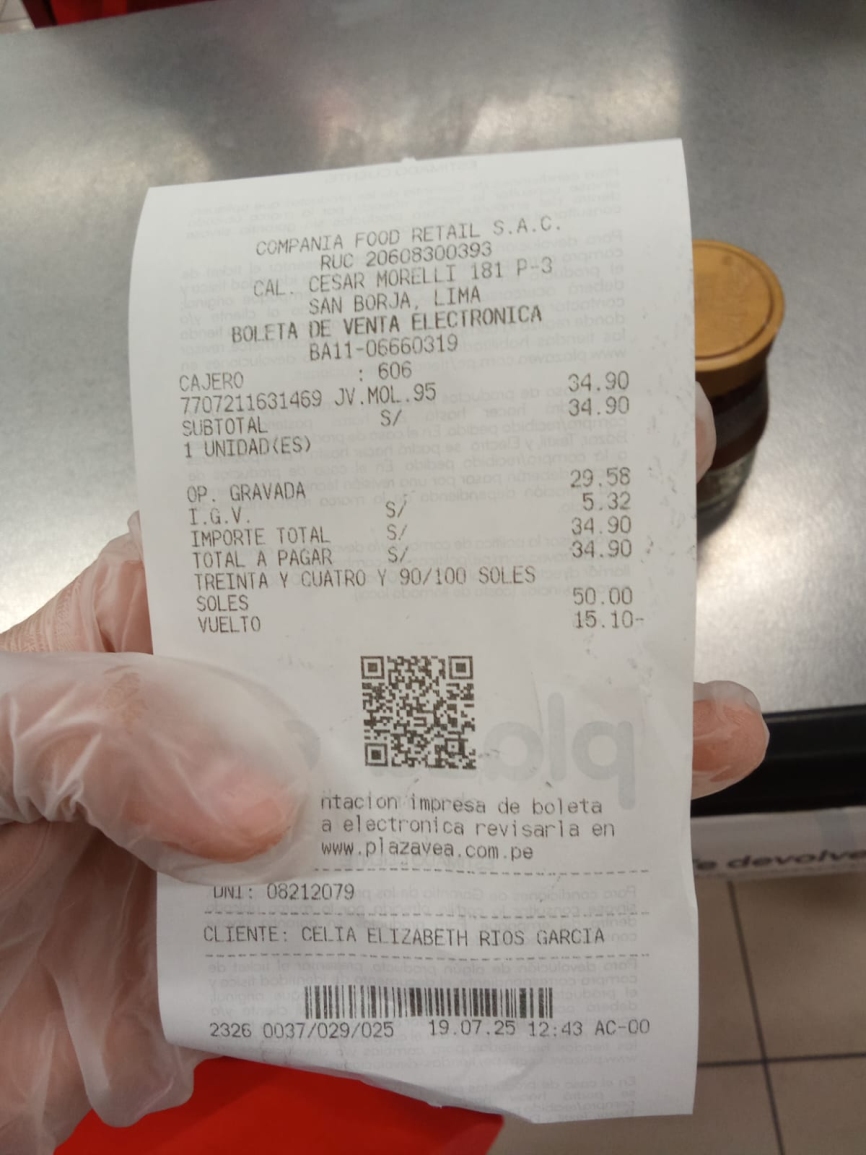 COMPANIA FOOD RETAIL S.A.C.
RUC 20608300393
CAL. CESAR MORELLI 181 P-3
SAN BORJA, LIMA
BOLETA DE VENTA ELECTRONICA
BA11-06660319
CAJERO : 606
7707211631469 JV.MOL.95 34.90
SUBTOTAL S/ 34.90
1 UNIDAD(ES)
OP. GRAVADA 29.58
I.G.V. S/ 5.32
IMPORTE TOTAL S/ 34.90
TOTAL A PAGAR S/ 34.90
TREINTA Y CUATRO Y 90/100 SOLES
SOLES 50.00
VUELTO 15.10-
ntacion impresa de boleta
a electronica revisarla en
www.plazavea.com.pe
DNI: 08212079
CLIENTE: CELIA ELIZABETH RIOS GARCIA
2326 0037/029/025 19.07.25 12:43 AC-00
Te devolve